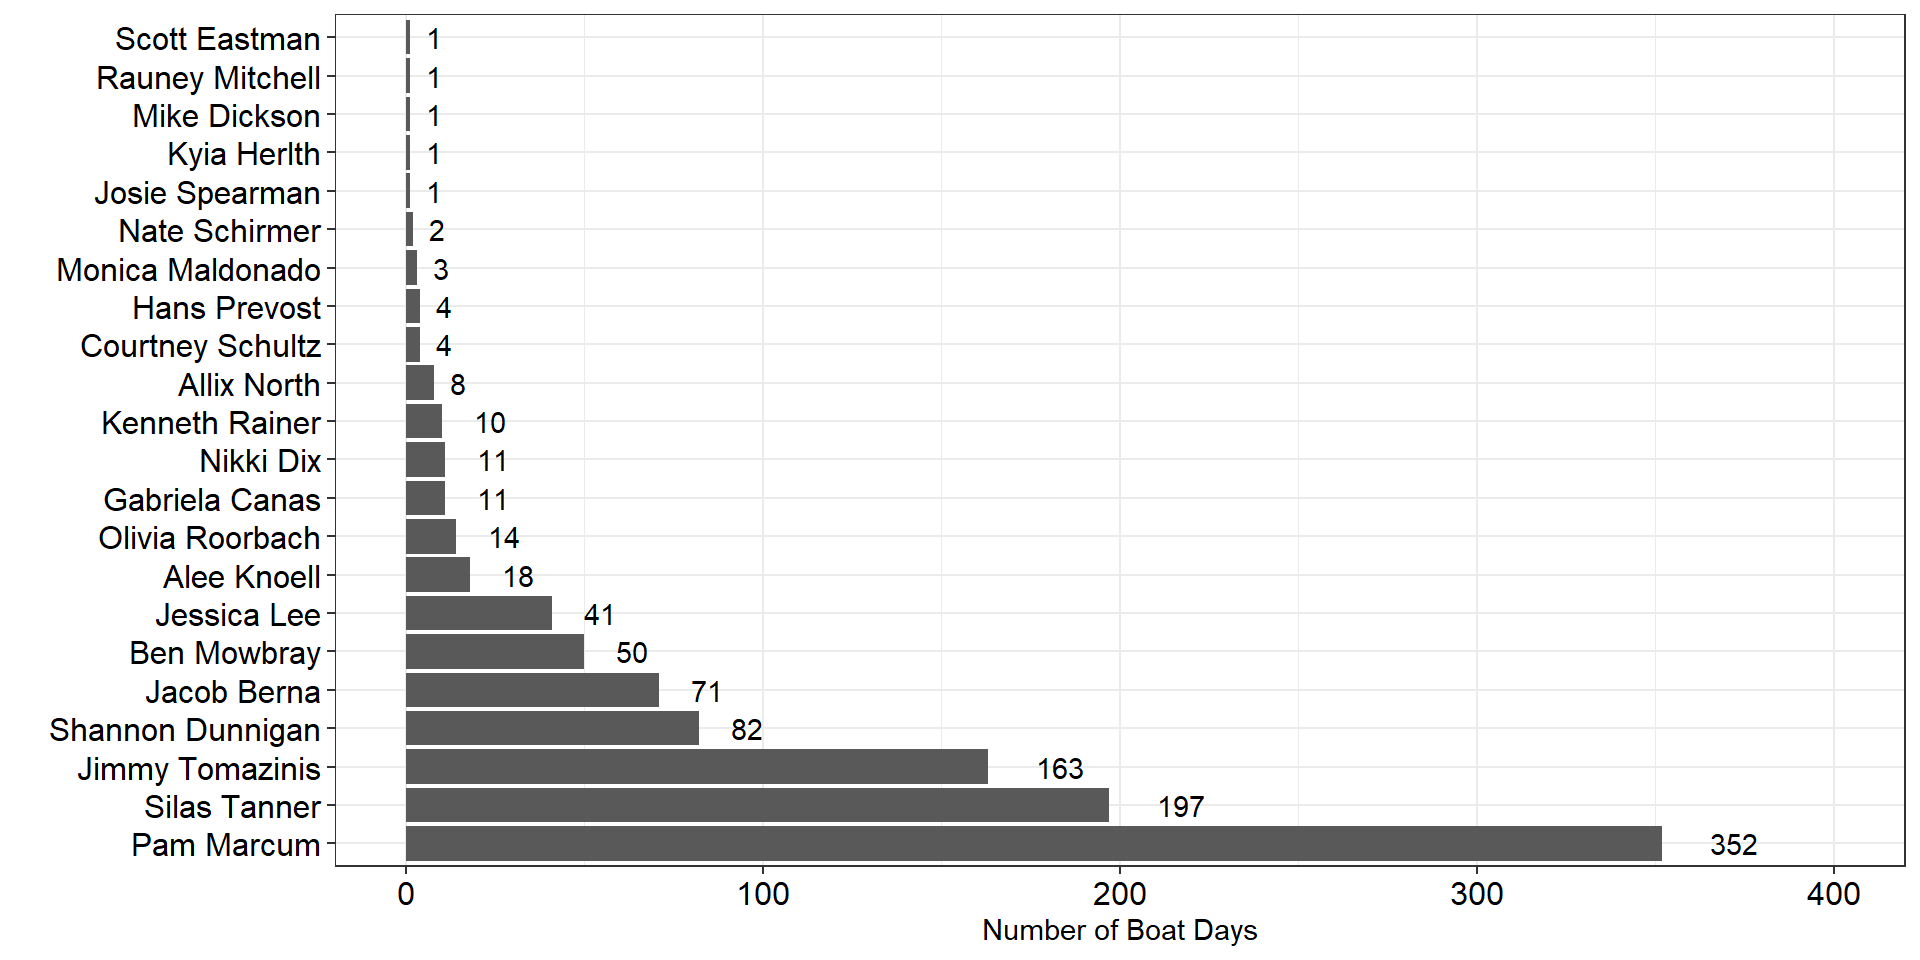 Scott Eastman 1
Rauney Mitchell 1
Mike Dickson 1
Kyia Herlth 1
Josie Spearman 1
Nate Schirmer 2
Monica Maldonado 3
Hans Prevost 4
Courtney Schultz 4
Allix North 8
Kenneth Rainer 10
Nikki Dix 11
Gabriela Canas 11
Olivia Roorbach 14
Alee Knoell 18
Jessica Lee 41
Ben Mowbray 50
Jacob Berna 71
Shannon Dunnigan 82
Jimmy Tomazinis 163
Silas Tanner 197
Pam Marcum 352
0 100 200 300 400
Number of Boat Days